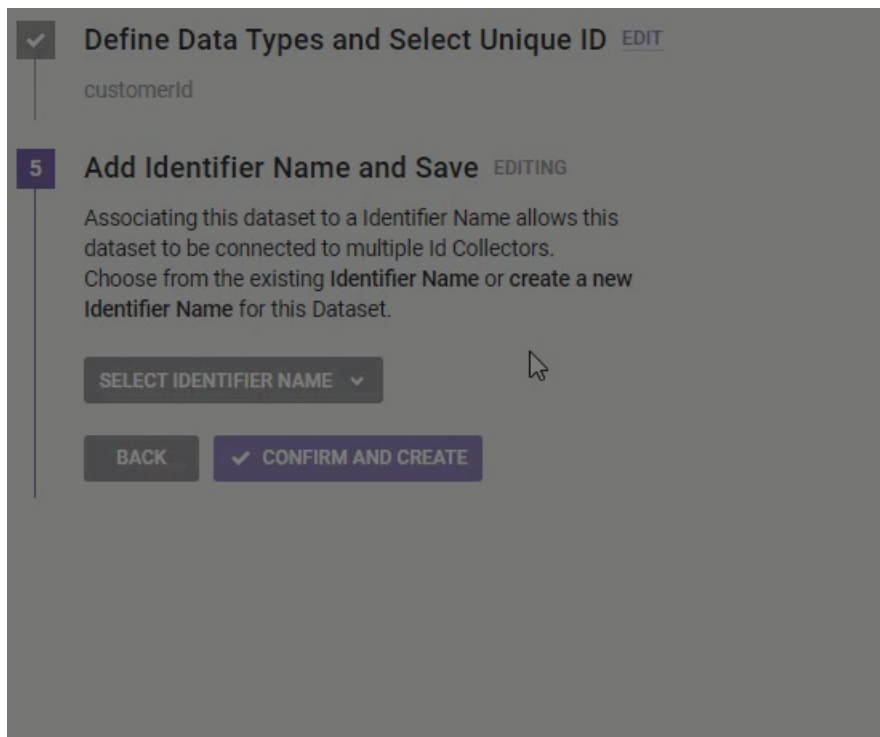 Define Data Types and Select Unique ID EDIT
customerId
5 Add Identifier Name and Save EDITING
Associating this dataset to a Identifier Name allows this
dataset to be connected to multiple Id Collectors.
Choose from the existing Identifier Name or create a new
Identifier Name for this Dataset.
SELECT IDENTIFIER NAME
BACK CONFIRM AND CREATE